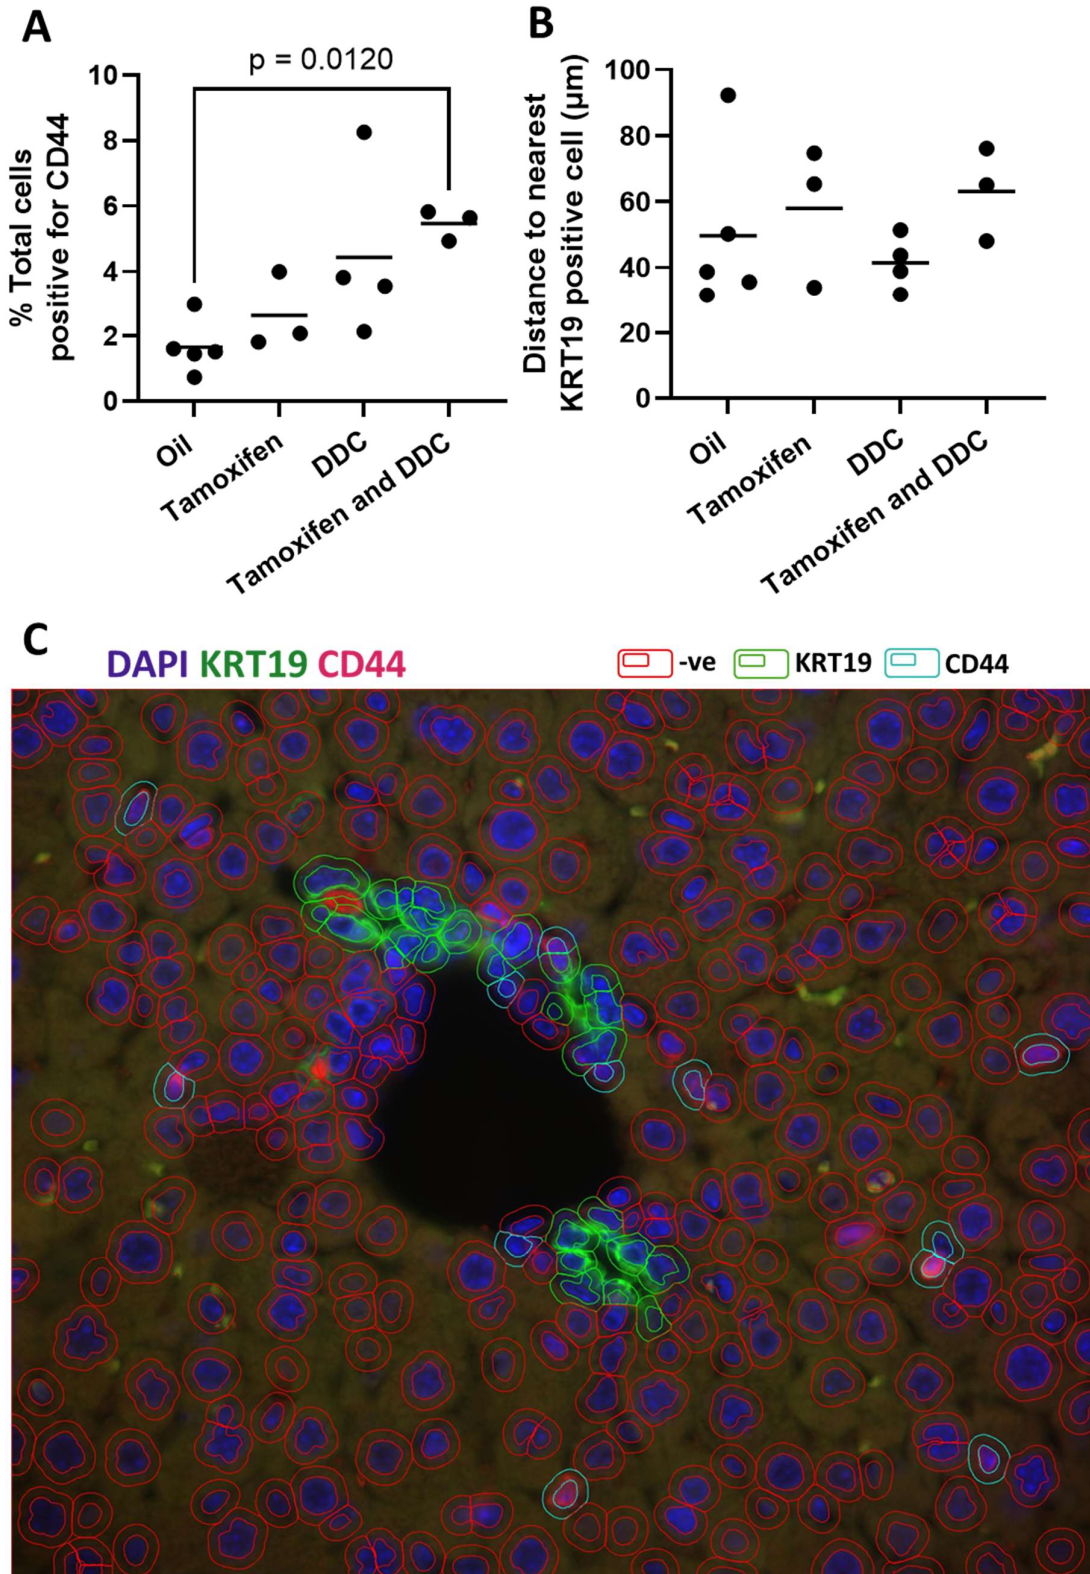 A
p = 0.0120
% Total cells
positive for CD44
10
8
6
4
2
0
Oil
Tamoxifen
DDC
Tamoxifen and DDC
B
Distance to nearest
KRT19 positive cell (µm)
100
80
60
40
20
0
Oil
Tamoxifen
DDC
Tamoxifen and DDC
C
DAPI KRT19 CD44
-ve KRT19 CD44